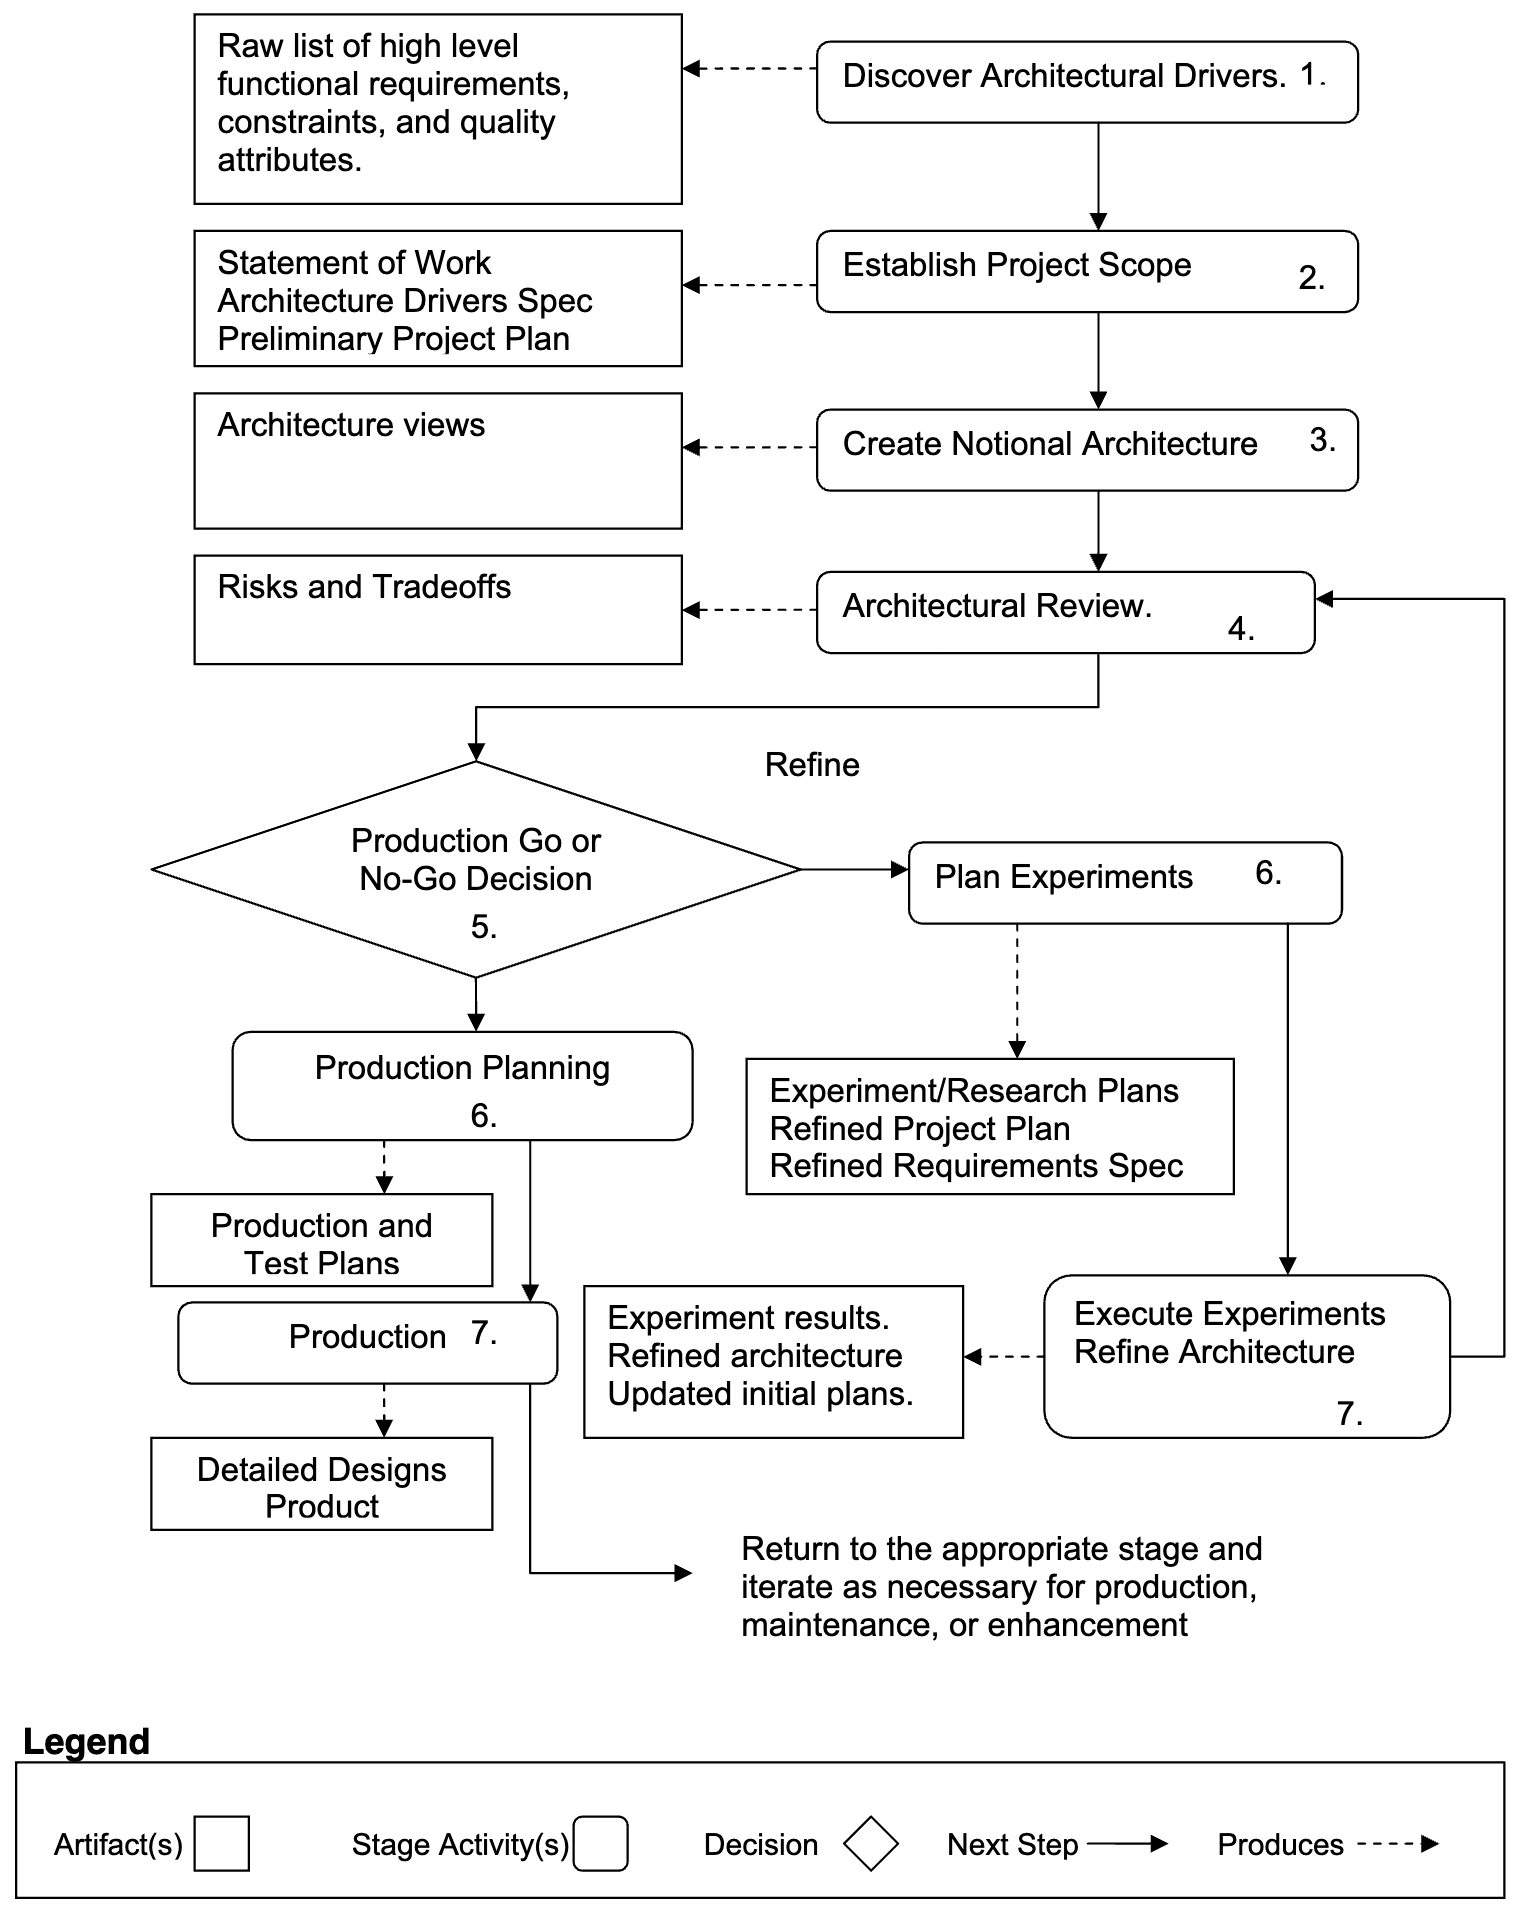 Raw list of high level
functional requirements,
constraints, and quality
attributes.
Discover Architectural Drivers. 1.
Statement of Work
Architecture Drivers Spec
Preliminary Project Plan
Establish Project Scope 2.
Architecture views
Create Notional Architecture 3.
Risks and Tradeoffs
Architectural Review.
4.
Refine
Production Go or
No-Go Decision
5.
Plan Experiments 6.
Production Planning
6.
Experiment/Research Plans
Refined Project Plan
Refined Requirements Spec
Production and
Test Plans
Production 7.
Experiment results.
Refined architecture
Updated initial plans.
Execute Experiments
Refine Architecture
7.
Detailed Designs
Product
Return to the appropriate stage and
iterate as necessary for production,
maintenance, or enhancement
Legend
Artifact(s) Stage Activity(s) Decision Next Step Produces